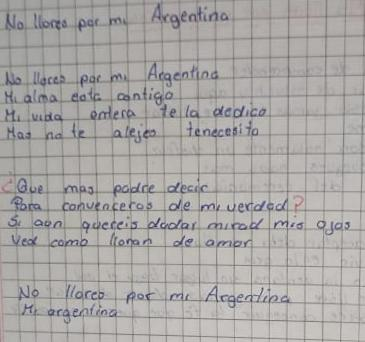 No llores por mi Argentina
No llores por mi Argentina
Mi alma esta contigo
Mi vida entera te la dedico
Mas no te alejes tenecesito
¿Que mas podre decir
Para convenceros de mi verdad?
Si aun quereis dudar mirad mis ojos
Ved como lloran de amor
No llores por mi Argentina
Mi argentina